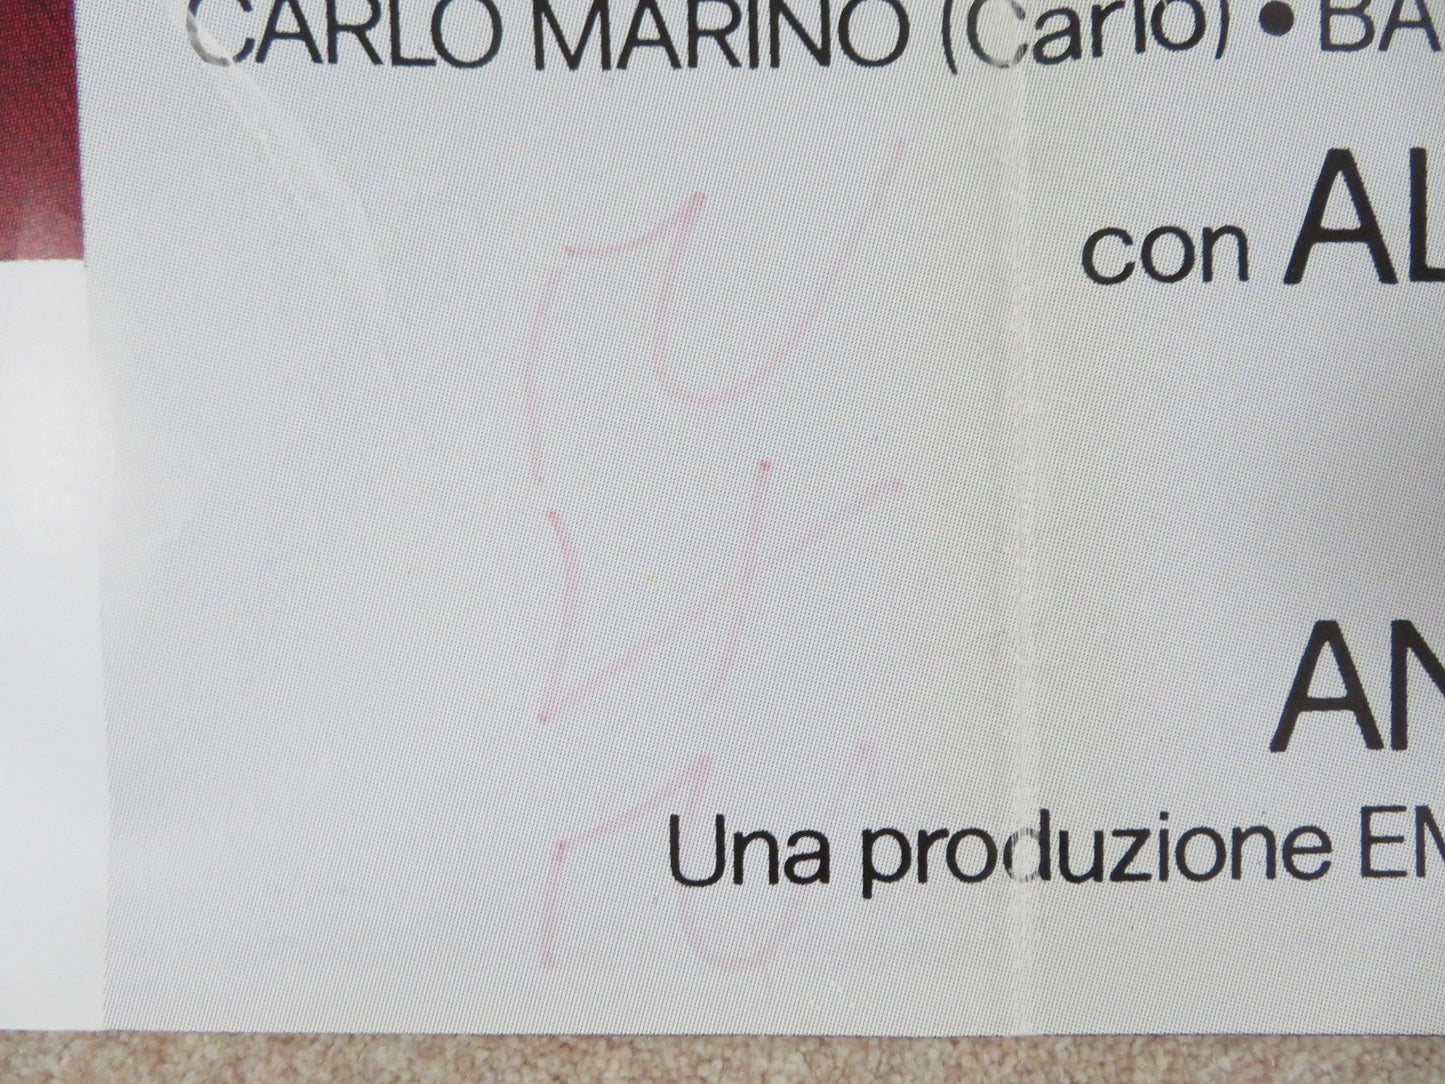 CARLO MARINO (Carlo) • BA
con AL
AN
Una produzione EM